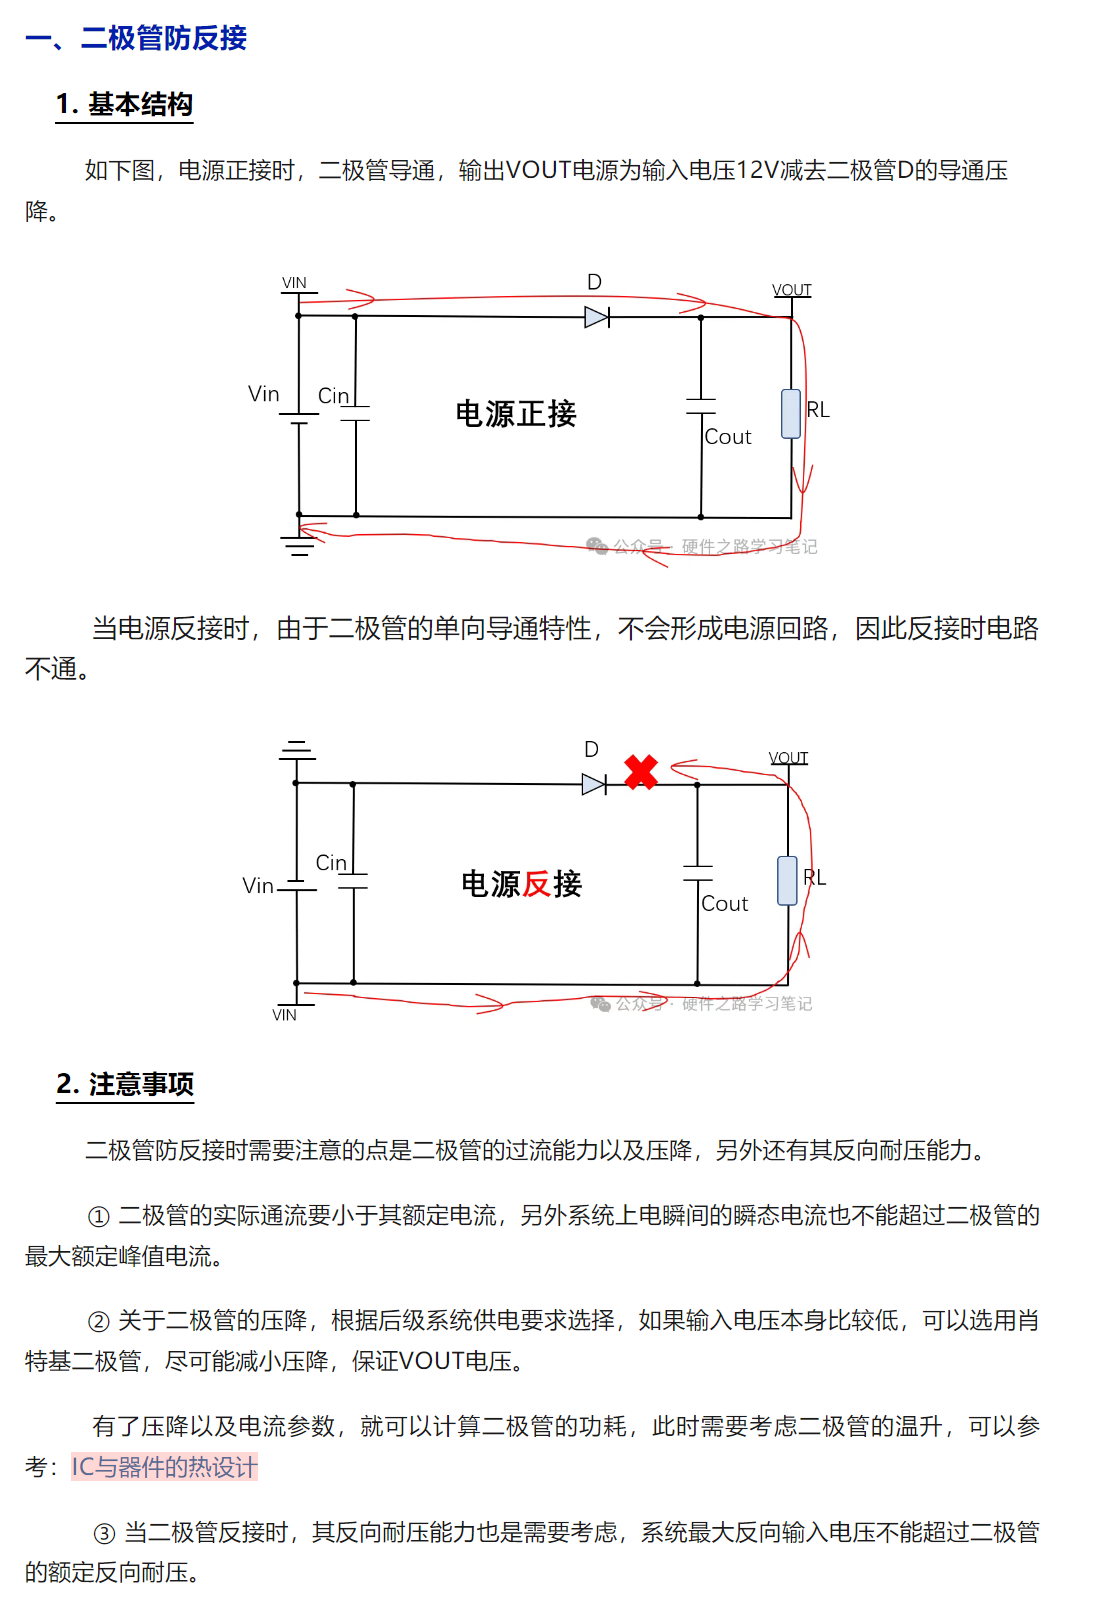 一、二极管防反接
1. 基本结构
如下图，电源正接时，二极管导通，输出VOUT电源为输入电压12V减去二极管D的导通压
降。
VIN
D
VOUT
Vin
Cin
电源正接
RL
Cout
公众号 · 硬件之路学习笔记
当电源反接时，由于二极管的单向导通特性，不会形成电源回路，因此反接时电路
不通。
D
VOUT
Cin
Vin
电源反接
RL
Cout
公众号 · 硬件之路学习笔记
VIN
2. 注意事项
二极管防反接时需要注意的点是二极管的过流能力以及压降，另外还有其反向耐压能力。
① 二极管的实际通流要小于其额定电流，另外系统上电瞬间的瞬态电流也不能超过二极管的
最大额定峰值电流。
② 关于二极管的压降，根据后级系统供电要求选择，如果输入电压本身比较低，可以选用肖
特基二极管，尽可能减小压降，保证VOUT电压。
有了压降以及电流参数，就可以计算二极管的功耗，此时需要考虑二极管的温升，可以参
考：IC与器件的热设计
③ 当二极管反接时，其反向耐压能力也是需要考虑，系统最大反向输入电压不能超过二极管
的额定反向耐压。